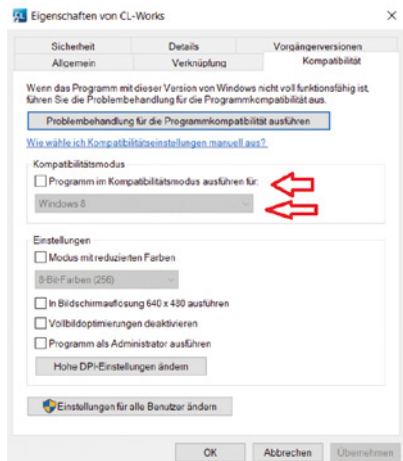 Eigenschaften von CL-Works
Sicherheit Details Vorgängerversionen
Allgemein Verknüpfung Kompatibilität
Wenn das Programm mit dieser Version von Windows nicht voll funktionsfähig ist,
führen Sie die Problembehandlung für die Programmkompatibilität aus.
Problembehandlung für die Programmkompatibilität ausführen
Wie wähle ich Kompatibilitätseinstellungen manuell aus?
Kompatibilitätsmodus
Programm im Kompatibilitätsmodus ausführen für:
Windows 8
Einstellungen
Modus mit reduzierten Farben
8-Bit-Farben (256)
In Bildschirmauflösung 640 x 480 ausführen
Vollbildoptimierungen deaktivieren
Programm als Administrator ausführen
Hohe DPI-Einstellungen ändern
Einstellungen für alle Benutzer ändern
OK Abbrechen Übernehmen